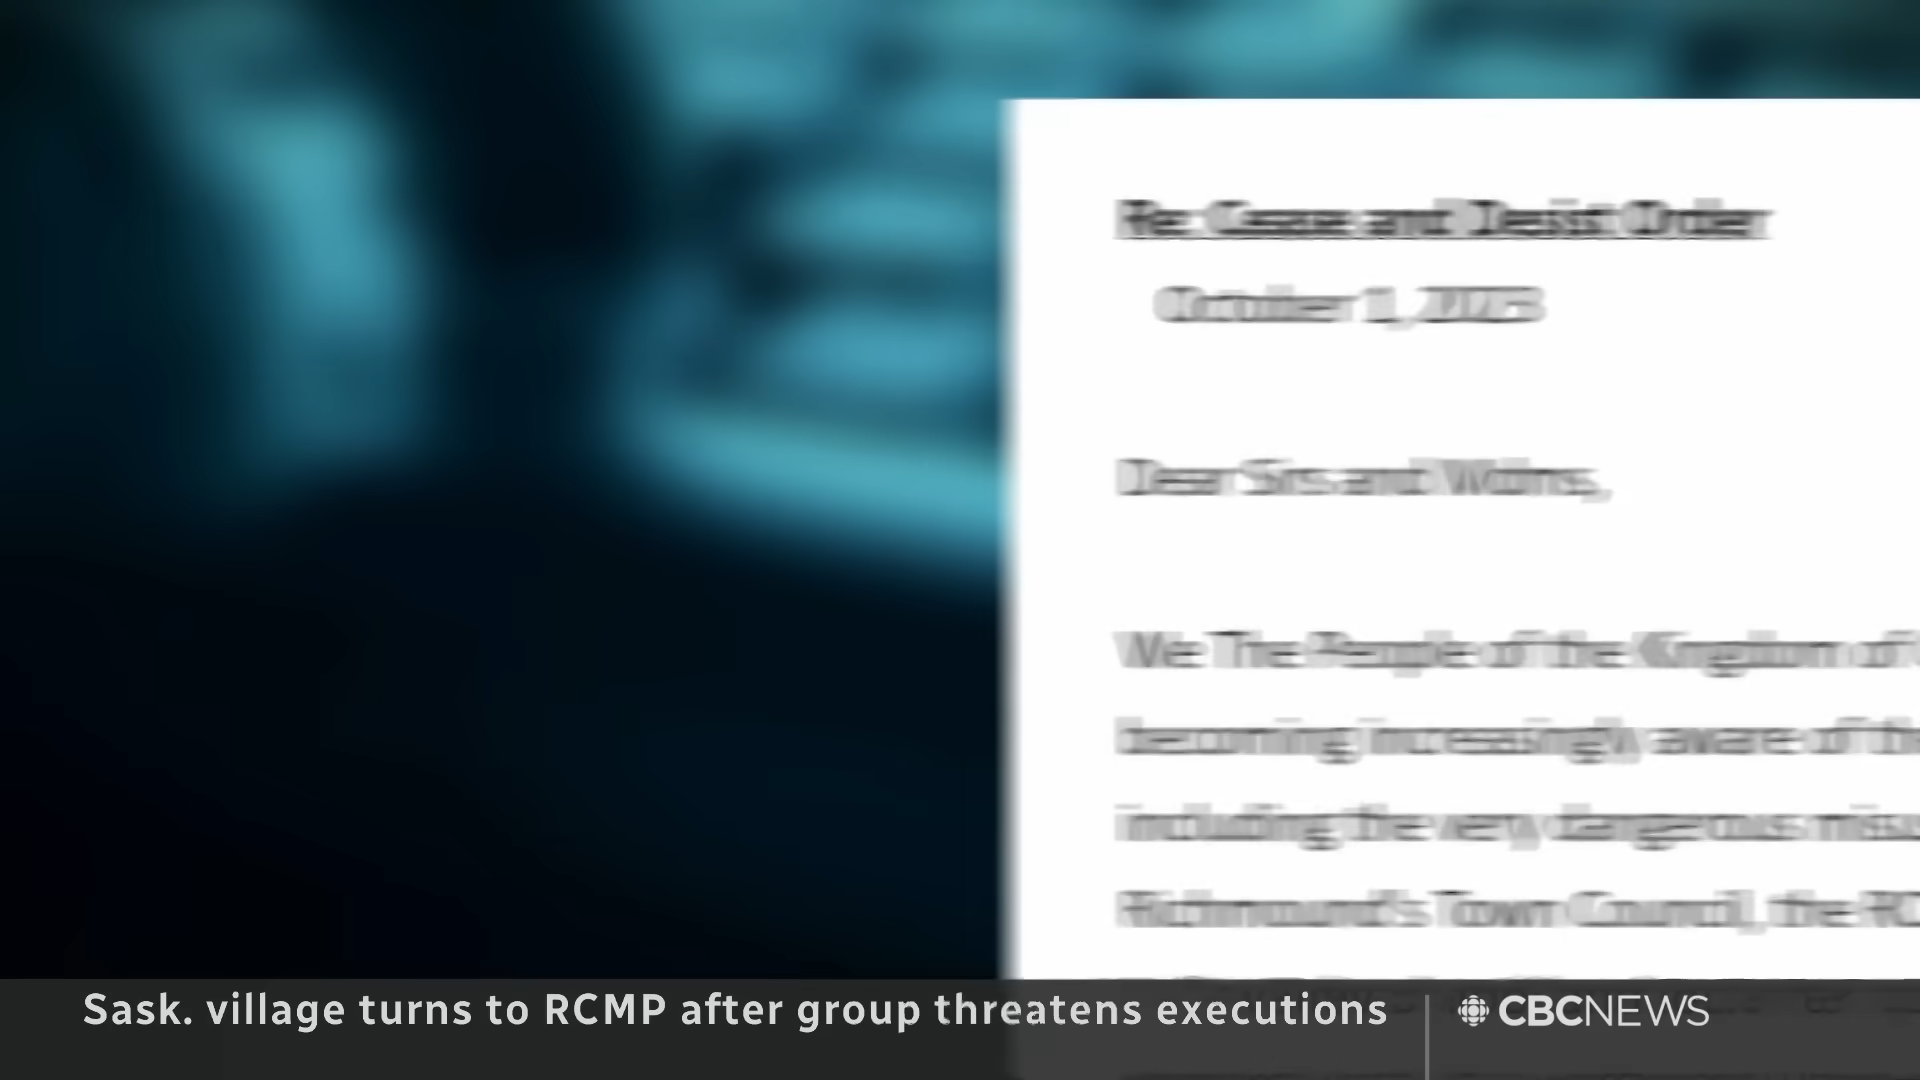 Re: Cease and Desist Order
October 1, 2023
Dear Sirs and Woms,
We The People of the Kingdom of
becoming increasingly aware of the
including the very dangerous
Richmound's Town Council, the
Sask. village turns to RCMP after group threatens executions
CBCNEWS